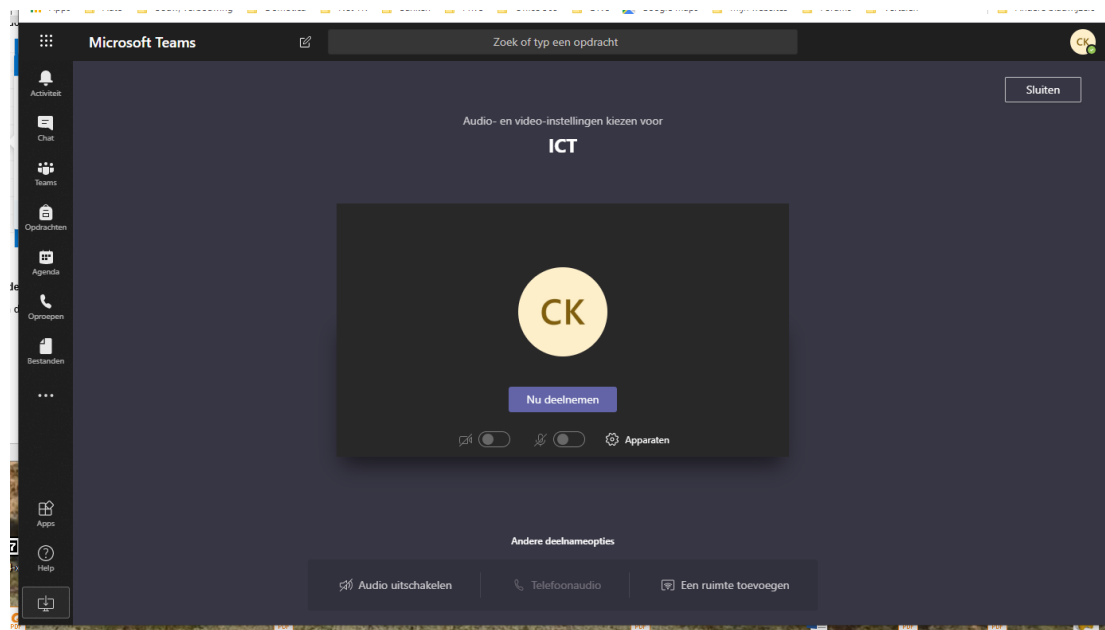 Microsoft Teams
Zoek of typ een opdracht
CK
Activiteit
Chat
Teams
Opdrachten
Agenda
Oproepen
Bestanden
Apps
Help
Sluiten
Audio- en video-instellingen kiezen voor
ICT
CK
Nu deelnemen
Apparaten
Andere deelnameopties
Audio uitschakelen
Telefoonaudio
Een ruimte toevoegen